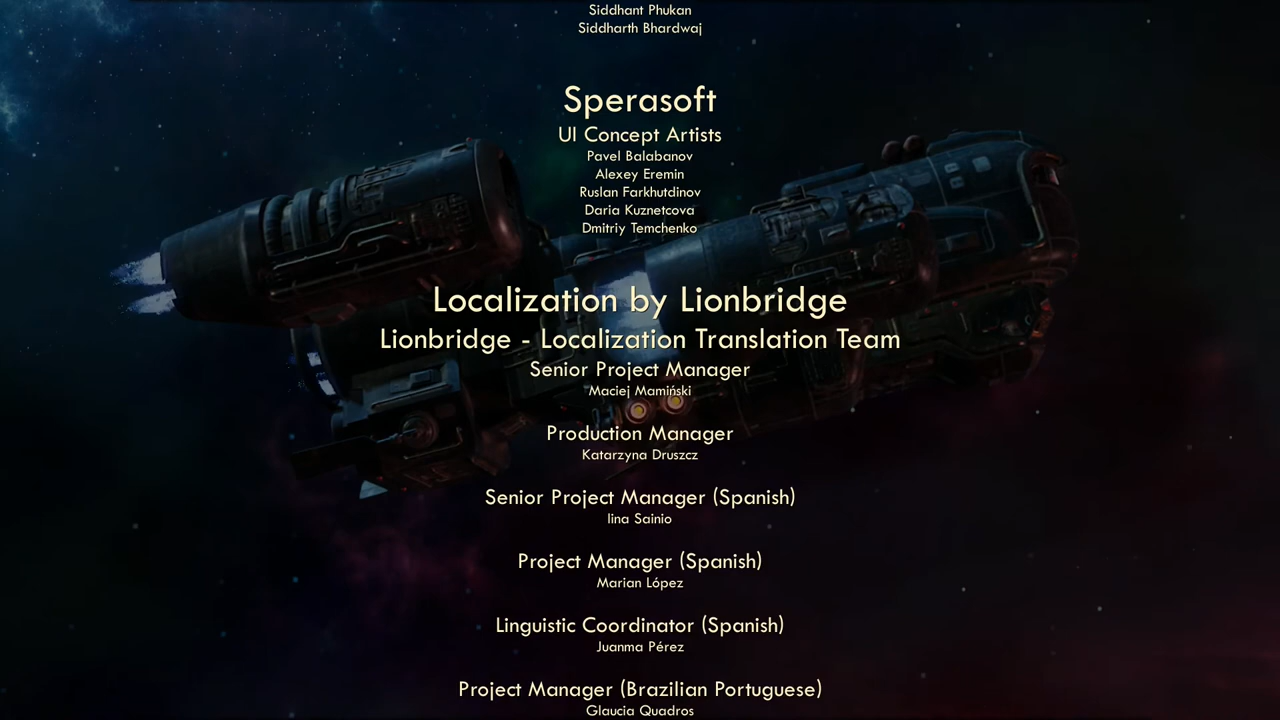 Siddhant Phukan
Siddharth Bhardwaj
Sperasoft
UI Concept Artists
Pavel Balabanov
Alexey Eremin
Ruslan Farkhutdinov
Daria Kuznetcova
Dmitriy Temchenko
Localization by Lionbridge
Lionbridge - Localization Translation Team
Senior Project Manager
Maciej Mamiński
Production Manager
Katarzyna Druszcz
Senior Project Manager (Spanish)
Iina Sainio
Project Manager (Spanish)
Marian López
Linguistic Coordinator (Spanish)
Juanma Pérez
Project Manager (Brazilian Portuguese)
Glaucia Quadros